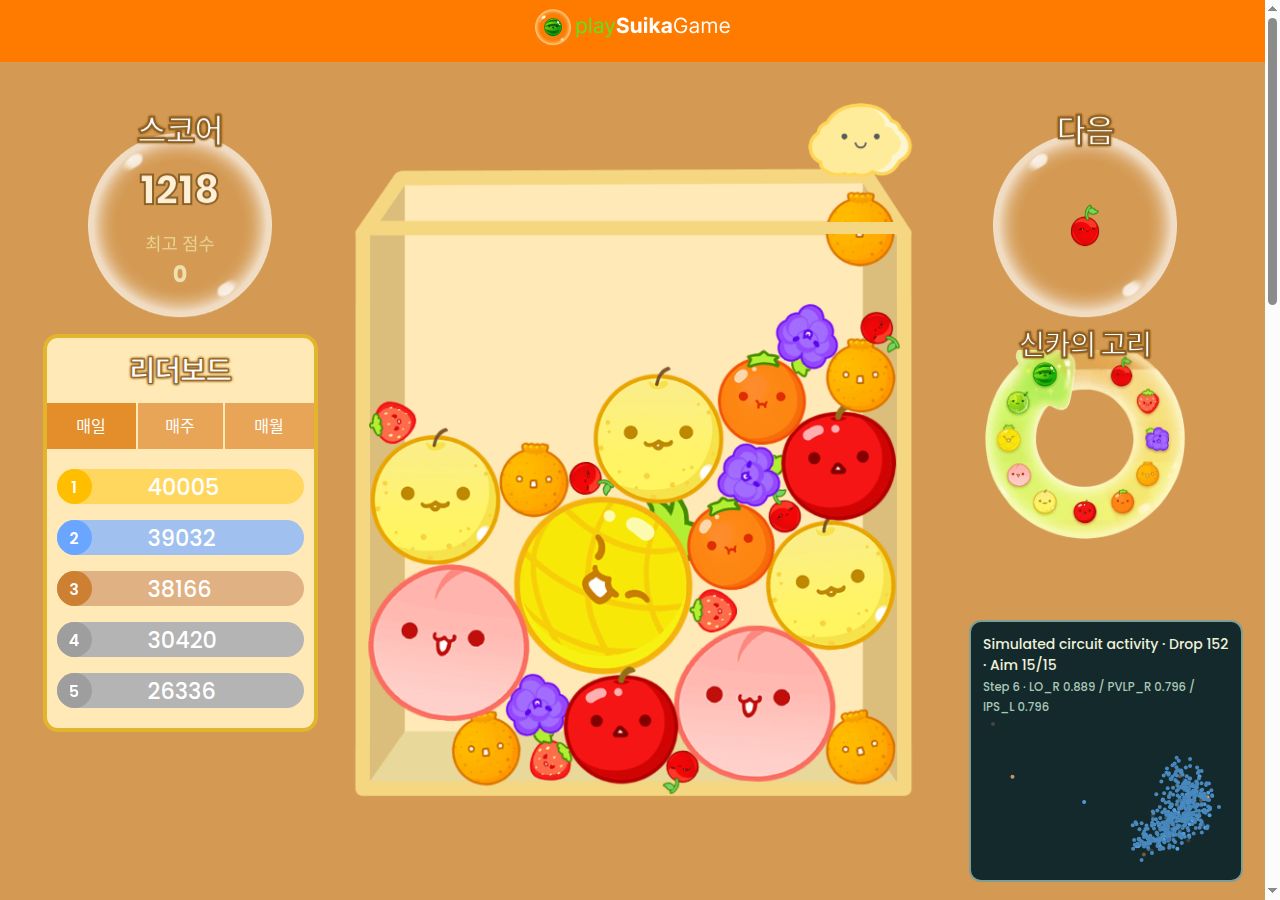 playSuikaGame
스코어
1218
최고 점수
0
다음
리더보드
매일
매주
매월
1
40005
2
39032
3
38166
4
30420
5
26336
신카의 고리
Simulated circuit activity · Drop 152
· Aim 15/15
Step 6 · LO_R 0.889 / PVLP_R 0.796 /
IPS_L 0.796